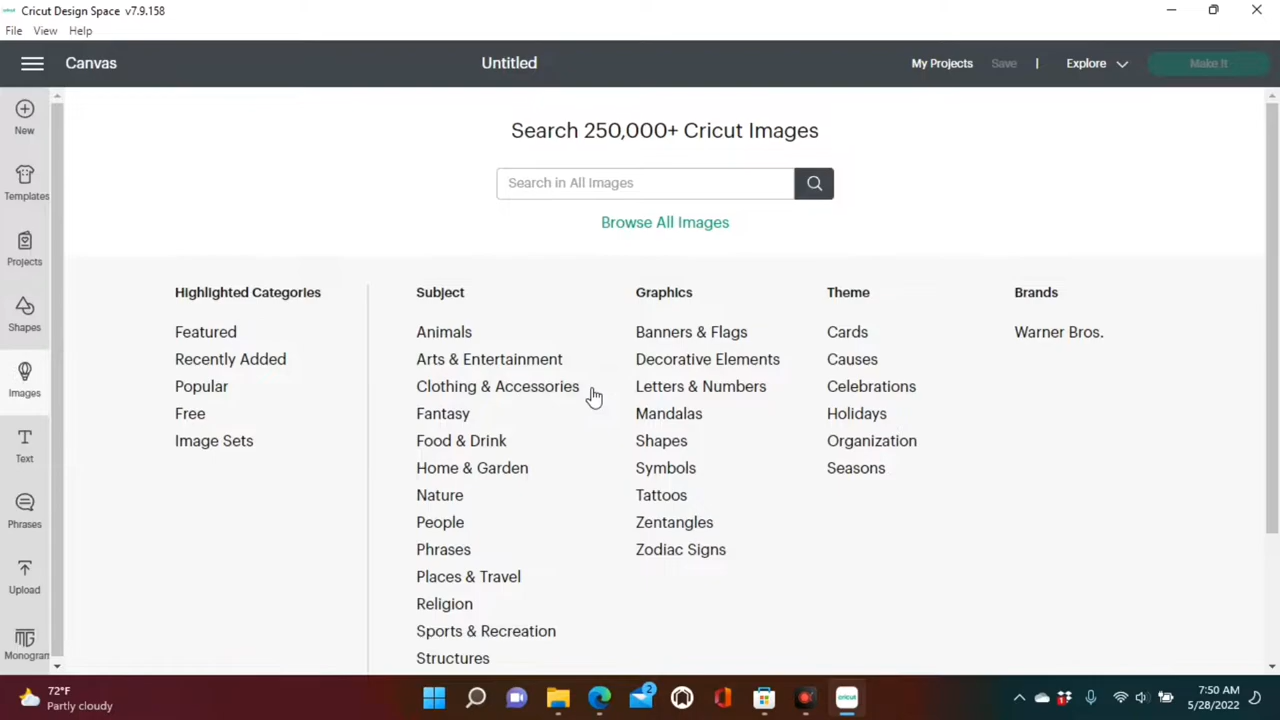 cricut Cricut Design Space v7.9.158
File View Help
Canvas Untitled My Projects Save | Explore Make It
New
Templates
Projects
Shapes
Images
Text
Phrases
Upload
Monogram
Search 250,000+ Cricut Images
Search in All Images
Browse All Images
Highlighted Categories
Featured
Recently Added
Popular
Free
Image Sets
Subject
Animals
Arts & Entertainment
Clothing & Accessories
Fantasy
Food & Drink
Home & Garden
Nature
People
Phrases
Places & Travel
Religion
Sports & Recreation
Structures
Graphics
Banners & Flags
Decorative Elements
Letters & Numbers
Mandalas
Shapes
Symbols
Tattoos
Zentangles
Zodiac Signs
Theme
Cards
Causes
Celebrations
Holidays
Organization
Seasons
Brands
Warner Bros.
72°F
Partly cloudy
2
cricut
7:50 AM
5/28/2022